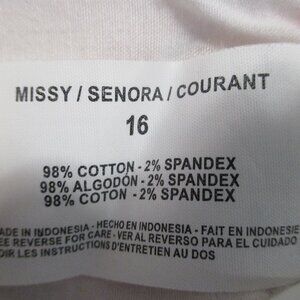 MISSY / SENORA / COURANT
16
98% COTTON - 2% SPANDEX
98% ALGODÓN - 2% SPANDEX
98% COTON - 2% SPANDEX
MADE IN INDONESIA - HECHO EN INDONESIA - FAIT EN INDONESIE
SEE REVERSE FOR CARE - VER AL REVERSO PARA EL CUIDADO
VOIR LES INSTRUCTIONS D'ENTRETIEN AU DOS